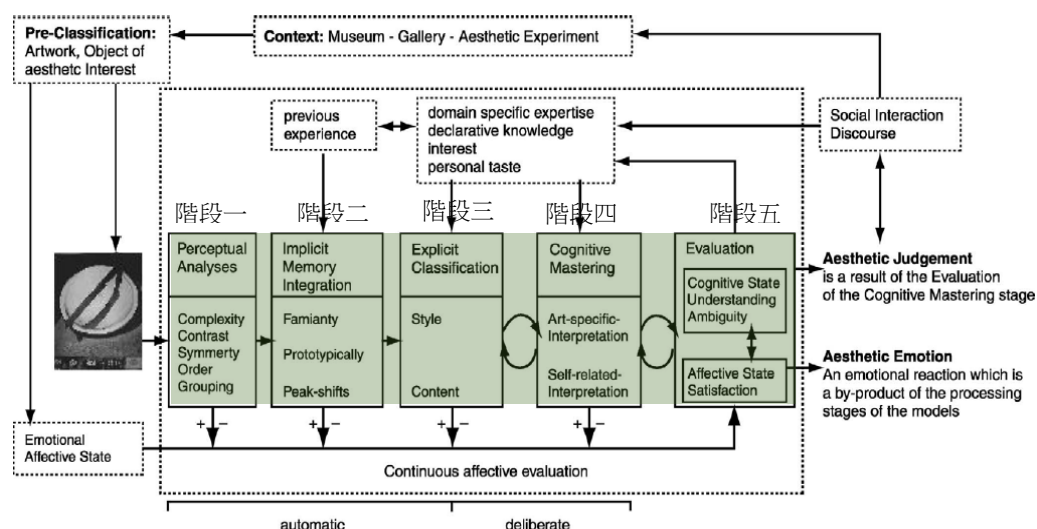 Pre-Classification:
Artwork, Object of
aesthetc Interest
Context: Museum - Gallery - Aesthetic Experiment
previous
experience
domain specific expertise
declarative knowledge
interest
personal taste
Social Interaction
Discourse
階段一
階段二
階段三
階段四
階段五
Perceptual
Analyses
Complexity
Contrast
Symmerty
Order
Grouping
Implicit
Memory
Integration
Famianty
Prototypically
Peak-shifts
Explicit
Classification
Style
Content
Cognitive
Mastering
Art-specific-
Interpretation
Self-related-
Interpretation
Evaluation
Cognitive State
Understanding
Ambiguity
Affective State
Satisfaction
Aesthetic Judgement
is a result of the Evaluation
of the Cognitive Mastering stage
Aesthetic Emotion
An emotional reaction which is
a by-product of the processing
stages of the models
+ −
+ −
+ −
+ −
Emotional
Affective State
Continuous affective evaluation
automatic
deliberate